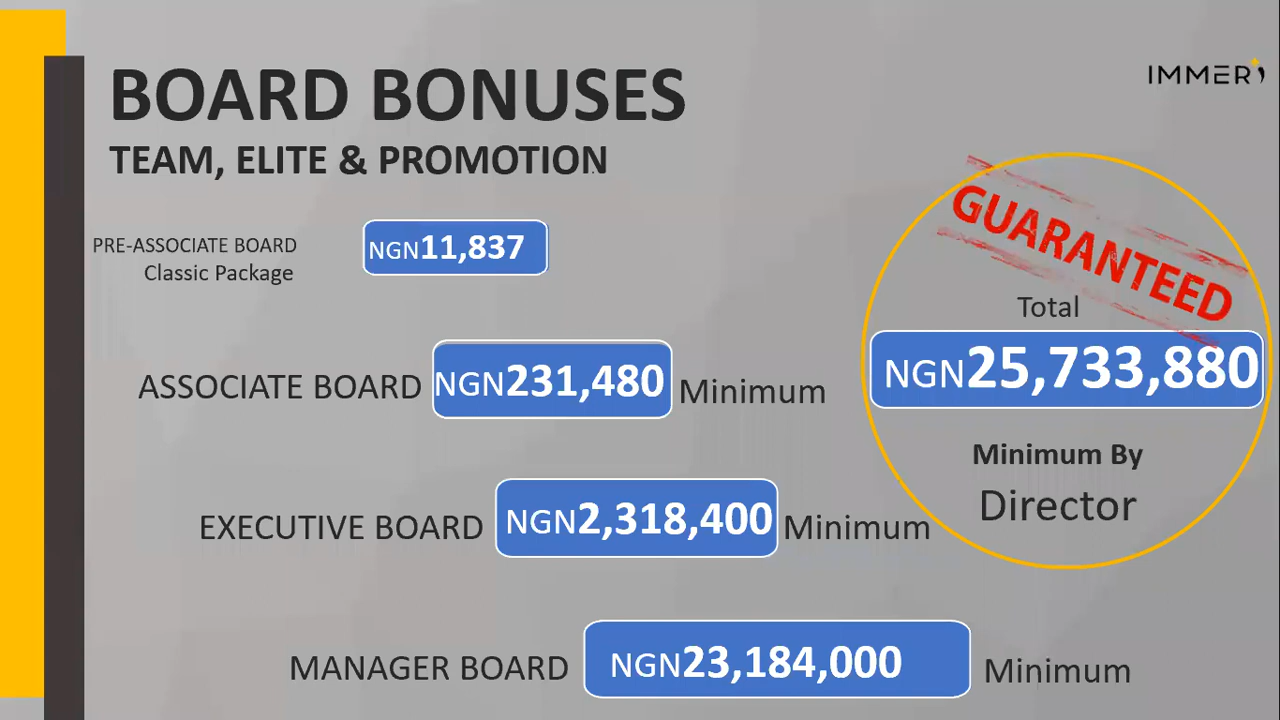 BOARD BONUSES
IMMERI
TEAM, ELITE & PROMOTION
GUARANTEED
PRE-ASSOCIATE BOARD
Classic Package
NGN11,837
Total
NGN25,733,880
Minimum By
Director
ASSOCIATE BOARD NGN231,480 Minimum
EXECUTIVE BOARD NGN2,318,400 Minimum
MANAGER BOARD NGN23,184,000 Minimum